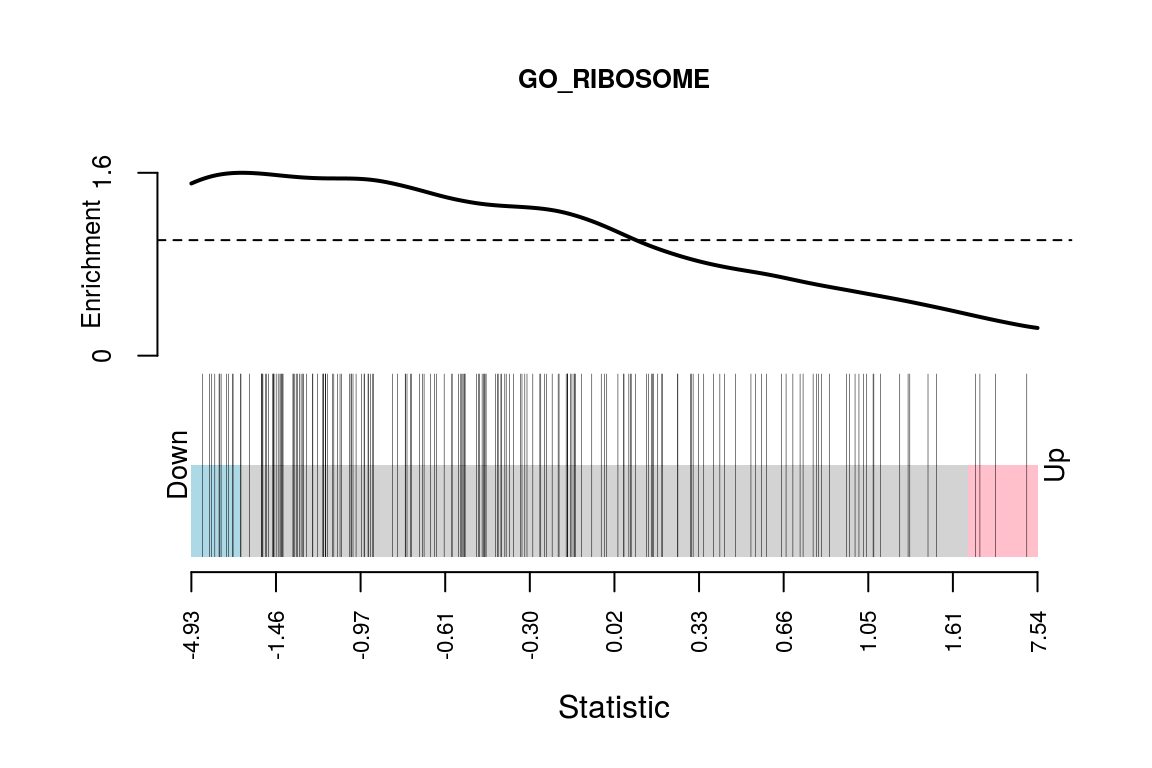 GO_RIBOSOME
1.6
Enrichment
0
Down
Up
-4.93
-1.46
-0.97
-0.61
-0.30
0.02
0.33
0.66
1.05
1.61
7.54
Statistic